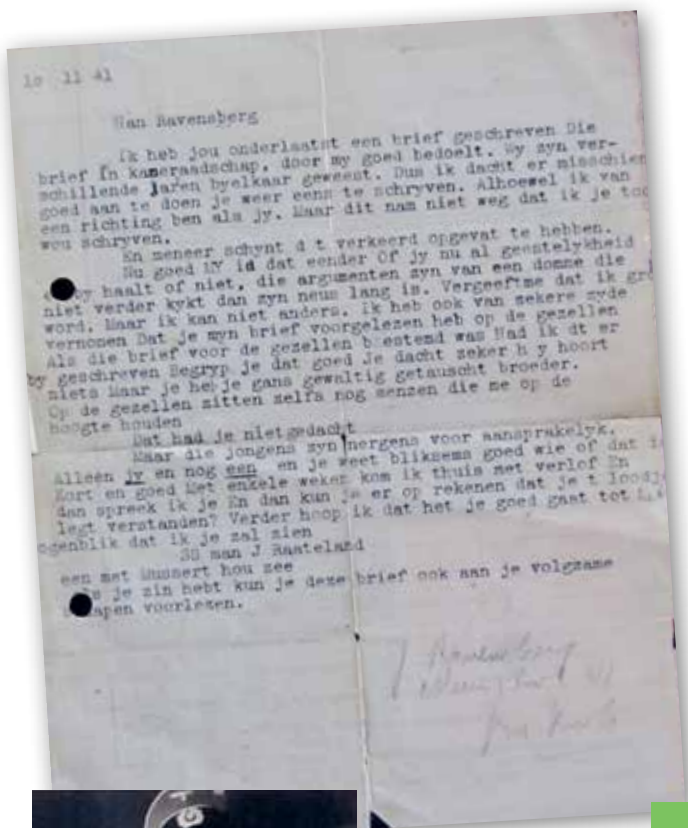 10 11 41
Han Ravensberg
Ik heb jou onderlaatst een brief geschreven Die
brief In kameraadschap. door my goed bedoelt. Wy syn ver-
schillende jaren byelkaar geweest. Dus ik dacht er misschien
goed aan te doen je weer eens te schryven. Alhoewel ik van
een richting ben als jy. Maar dit nam niet weg dat ik je toc
wou schryven.
En meneer schynt d t verkeerd opgevat te hebben.
Nu goed My id dat eender Of jy nu al geestelykheid
by haalt of niet, die argumenten zyn van een domme die
niet verder kykt dan zyn neus lang is. Vergeeftme dat ik gro
word. Maar ik kan niet anders. Ik heb ook van sekere zyde
vernomen Dat je myn brief voorgelezen heb op de gezellen
Als die brief voor de gezellen bestemd was Had ik dt er
by geschreven Begryp je dat goed Je dacht zeker h y hoort
niets Maar je heb je gans gewaltig getauscht broeder.
Op de gezellen zitten selfs nog menzen die me op de
hoogte houden
Dat had je niet gedacht
Maar die jongens zyn nergens voor aansprakelyk.
Alleen jy en nog een en je weet bliksems goed wie of dat i
Kort en goed Met enkele weken kom ik thuis met verlof En
dan spreek ik je En dan kun je er op rekenen dat je t loodje
legt verstanden? Verder hoop ik dat het je goed gaat tot
ogenblik dat ik je zal zien
SS man J Raateland
een met Mussert hou zee
als je zin hebt kun je deze brief ook aan je volgzame
apen voorlezen.
J Ravensberg